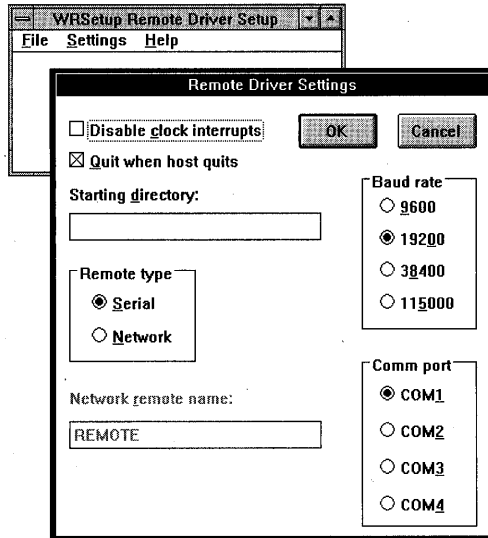 WRSetup Remote Driver Setup
File Settings Help
Remote Driver Settings
Disable clock interrupts
Quit when host quits
OK
Cancel
Starting directory:
Remote type
Serial
Network
Network remote name:
REMOTE
Baud rate
9600
19200
38400
115000
Comm port
COM1
COM2
COM3
COM4